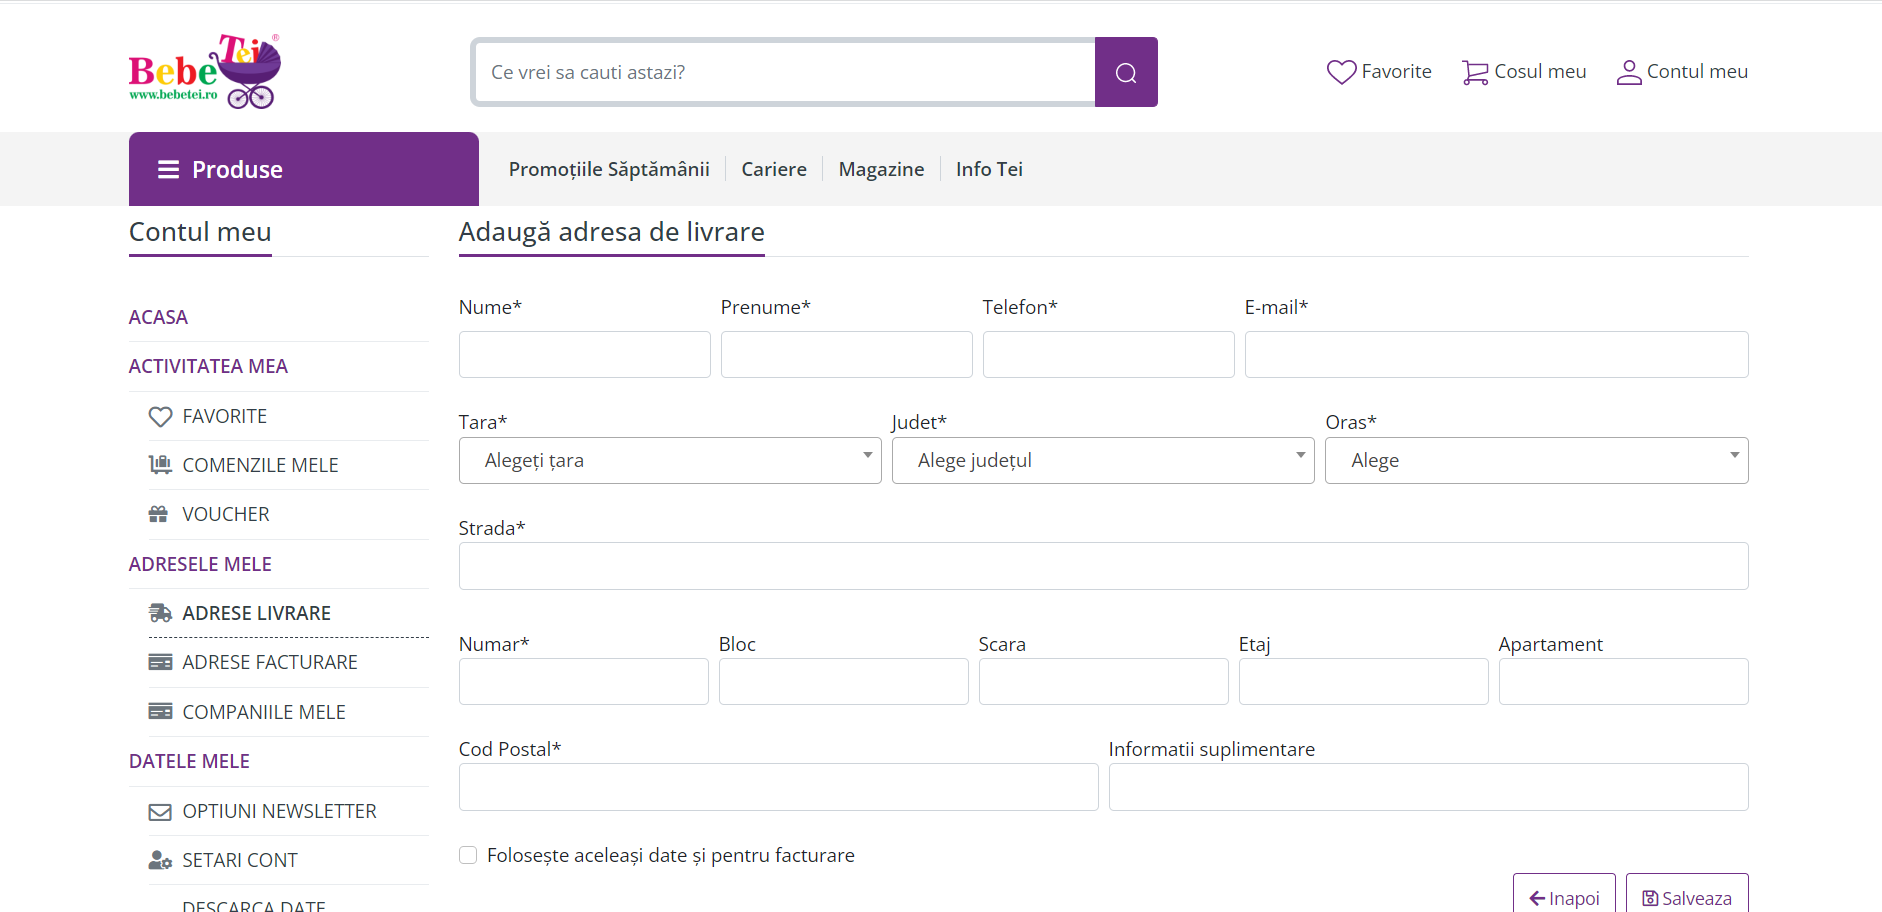 Bebe Tei ®
www.bebetei.ro
Ce vrei sa cauti astazi?
Favorite
Cosul meu
Contul meu
Produse
Promoțiile Săptămânii
Cariere
Magazine
Info Tei
Contul meu
ACASA
ACTIVITATEA MEA
FAVORITE
COMENZILE MELE
VOUCHER
ADRESELE MELE
ADRESE LIVRARE
ADRESE FACTURARE
COMPANIILE MELE
DATELE MELE
OPTIUNI NEWSLETTER
SETARI CONT
DESCARCA DATE
Adaugă adresa de livrare
Nume* Prenume* Telefon* E-mail*
Tara* Judet* Oras*
Alegeți țara Alege județul Alege
Strada*
Numar* Bloc Scara Etaj Apartament
Cod Postal* Informatii suplimentare
Folosește aceleași date și pentru facturare
Inapoi Salveaza